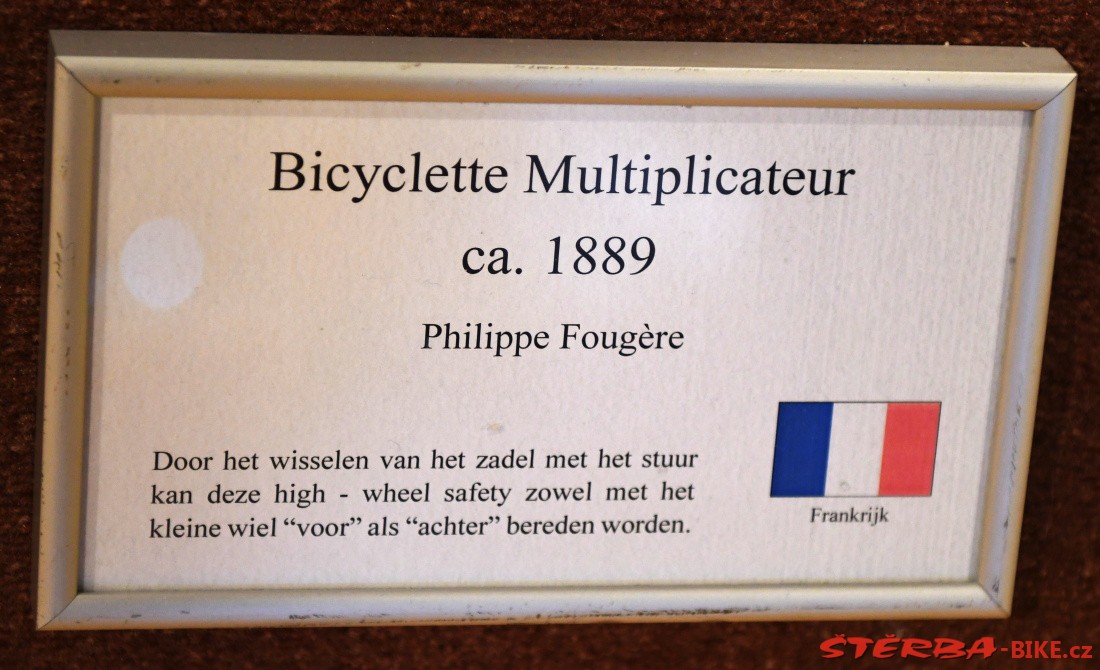 Bicyclette Multiplicateur
ca. 1889
Philippe Fougère
Door het wisselen van het zadel met het stuur
kan deze high - wheel safety zowel met het
kleine wiel “voor” als “achter” bereden worden.
Frankrijk
ŠTĚRBA-BIKE.cz